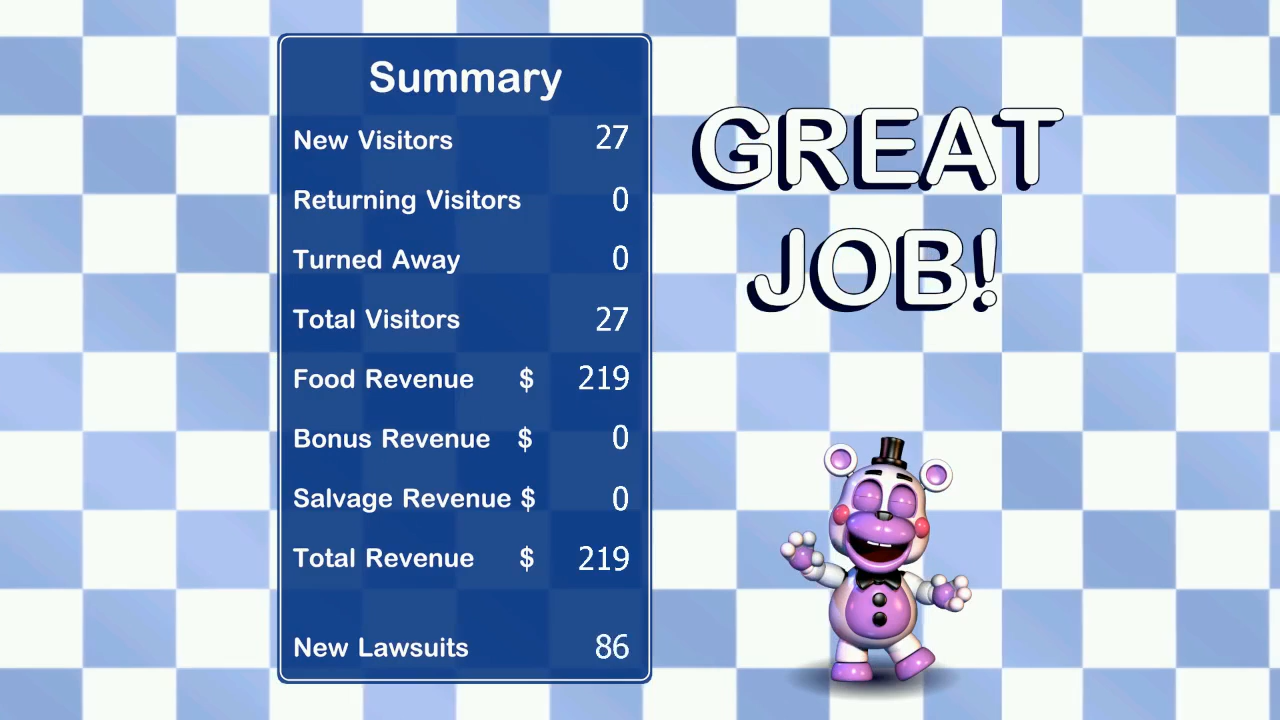 Summary
New Visitors 27
Returning Visitors 0
Turned Away 0
Total Visitors 27
Food Revenue $ 219
Bonus Revenue $ 0
Salvage Revenue $ 0
Total Revenue $ 219
New Lawsuits 86
GREAT
JOB!